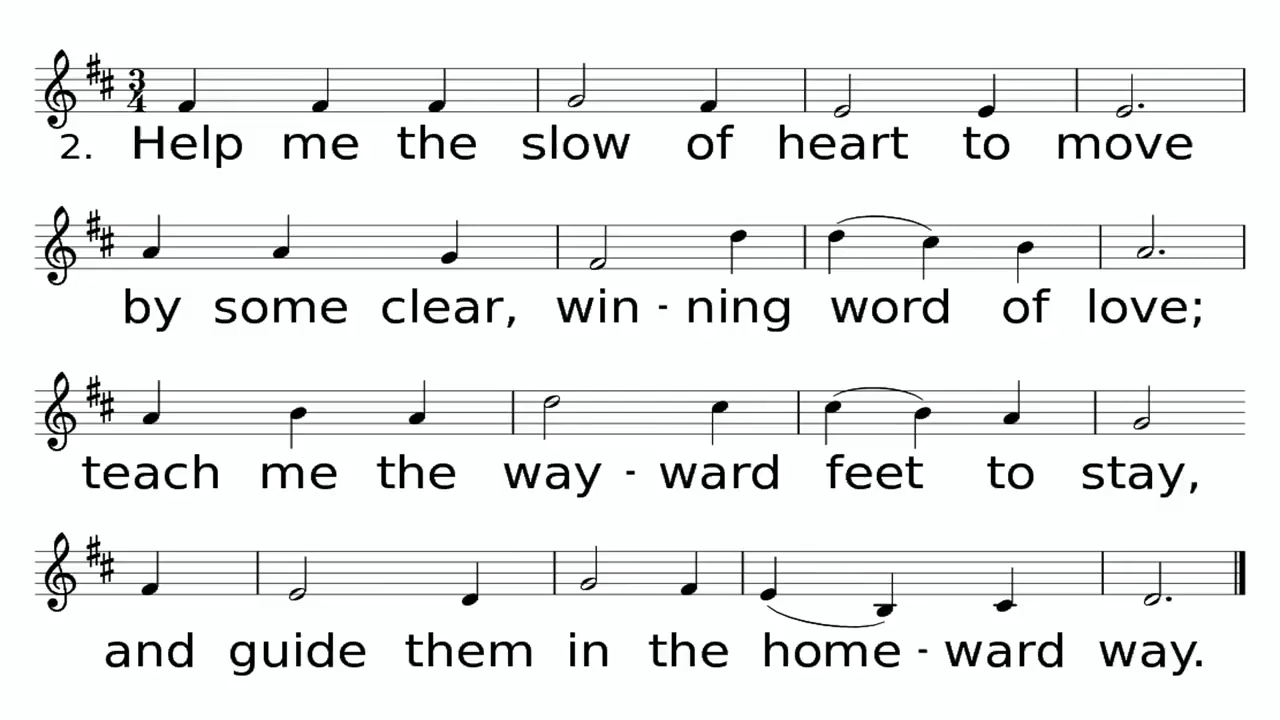 2. Help me the slow of heart to move
by some clear, win - ning word of love;
teach me the way - ward feet to stay,
and guide them in the home - ward way.